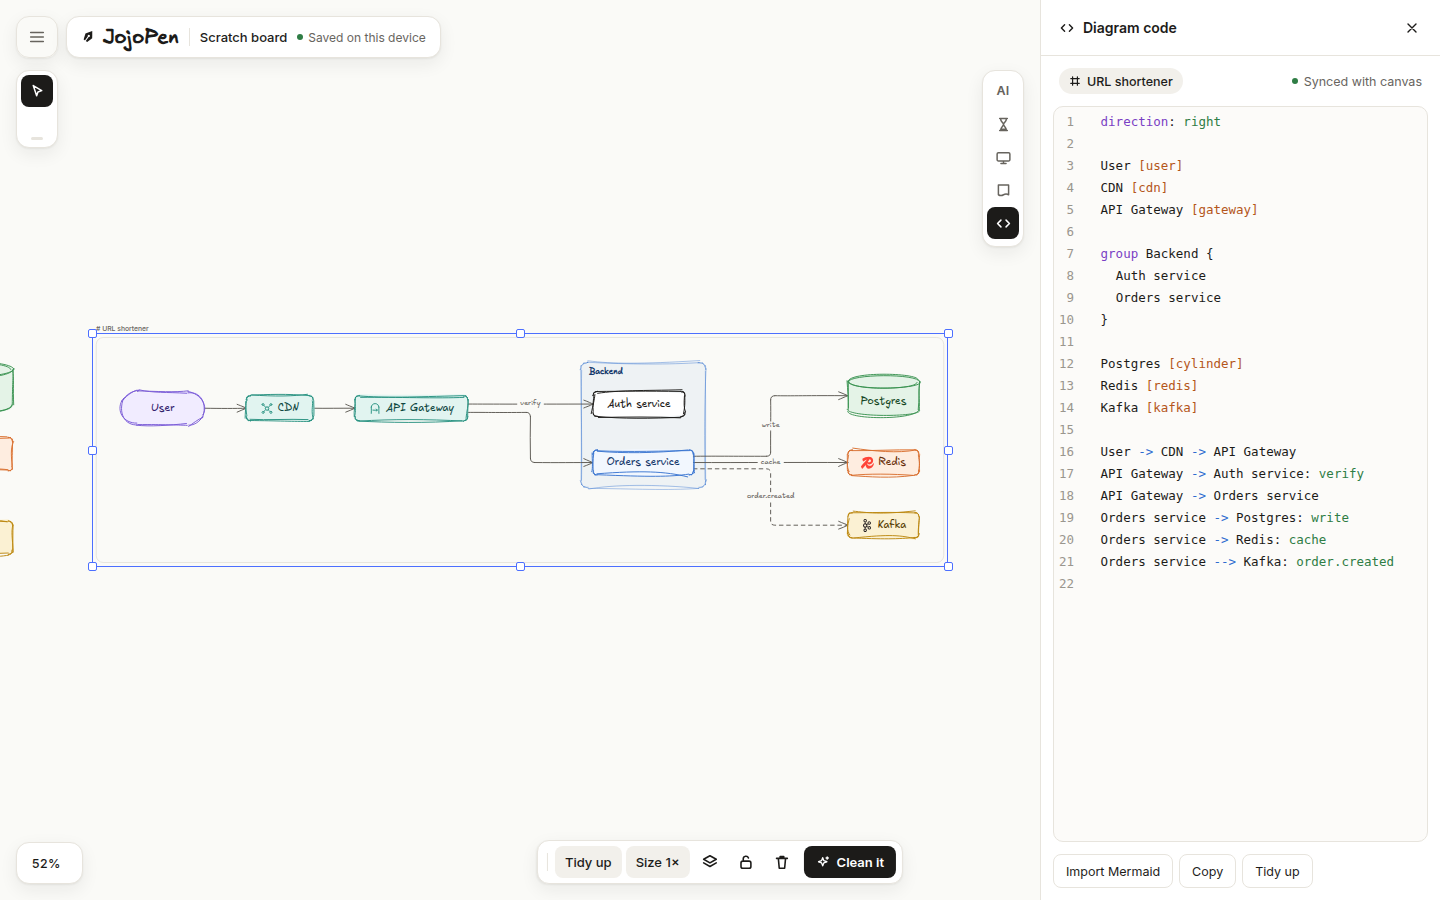 JojoPen
Scratch board
Saved on this device
Diagram code
URL shortener
Synced with canvas
AI
1 direction: right
2
3 User [user]
4 CDN [cdn]
5 API Gateway [gateway]
6
7 group Backend {
8 Auth service
9 Orders service
10 }
11
12 Postgres [cylinder]
13 Redis [redis]
14 Kafka [kafka]
15
16 User -> CDN -> API Gateway
17 API Gateway -> Auth service: verify
18 API Gateway -> Orders service
19 Orders service -> Postgres: write
20 Orders service -> Redis: cache
21 Orders service --> Kafka: order.created
22
# URL shortener
Backend
User
CDN
API Gateway
verify
Auth service
Orders service
write
cache
order.created
Postgres
Redis
Kafka
52%
Tidy up
Size 1×
Clean it
Import Mermaid
Copy
Tidy up